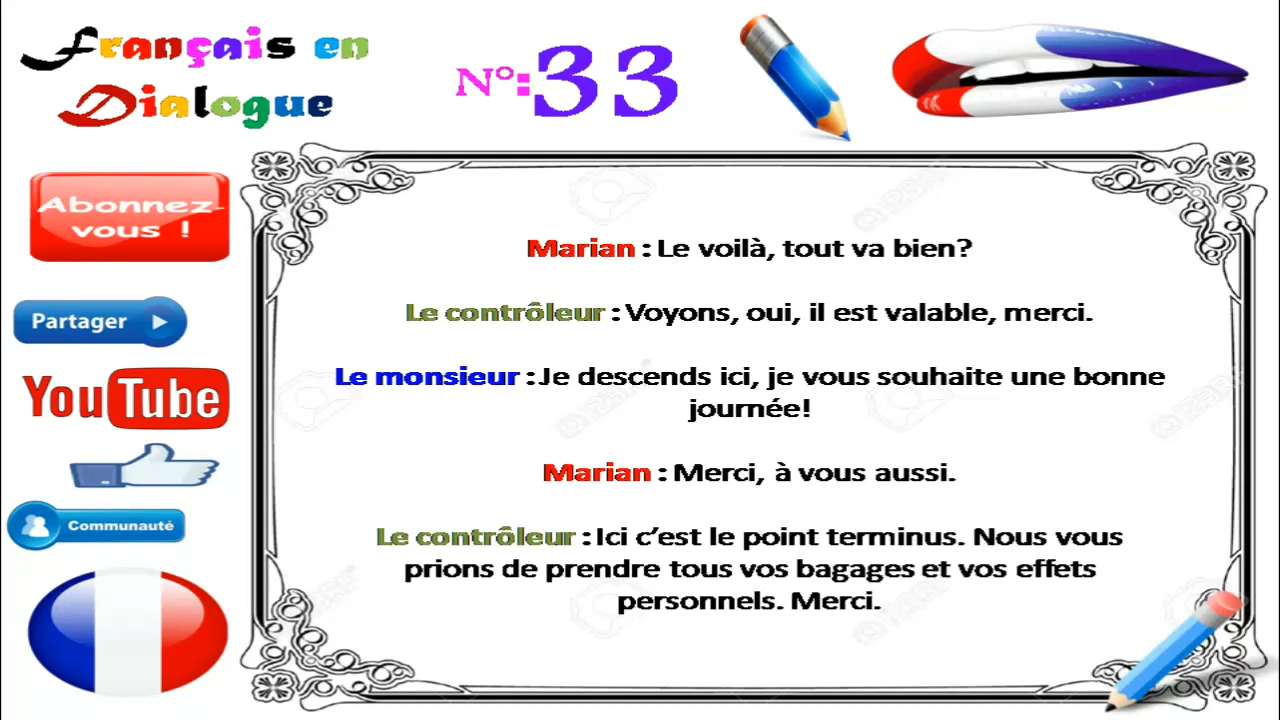 Français en
Dialogue
N°:33
Abonnez-
vous !
Partager
YouTube
Communauté
Marian : Le voilà, tout va bien?
Le contrôleur : Voyons, oui, il est valable, merci.
Le monsieur : Je descends ici, je vous souhaite une bonne
journée!
Marian : Merci, à vous aussi.
Le contrôleur : Ici c’est le point terminus. Nous vous
prions de prendre tous vos bagages et vos effets
personnels. Merci.